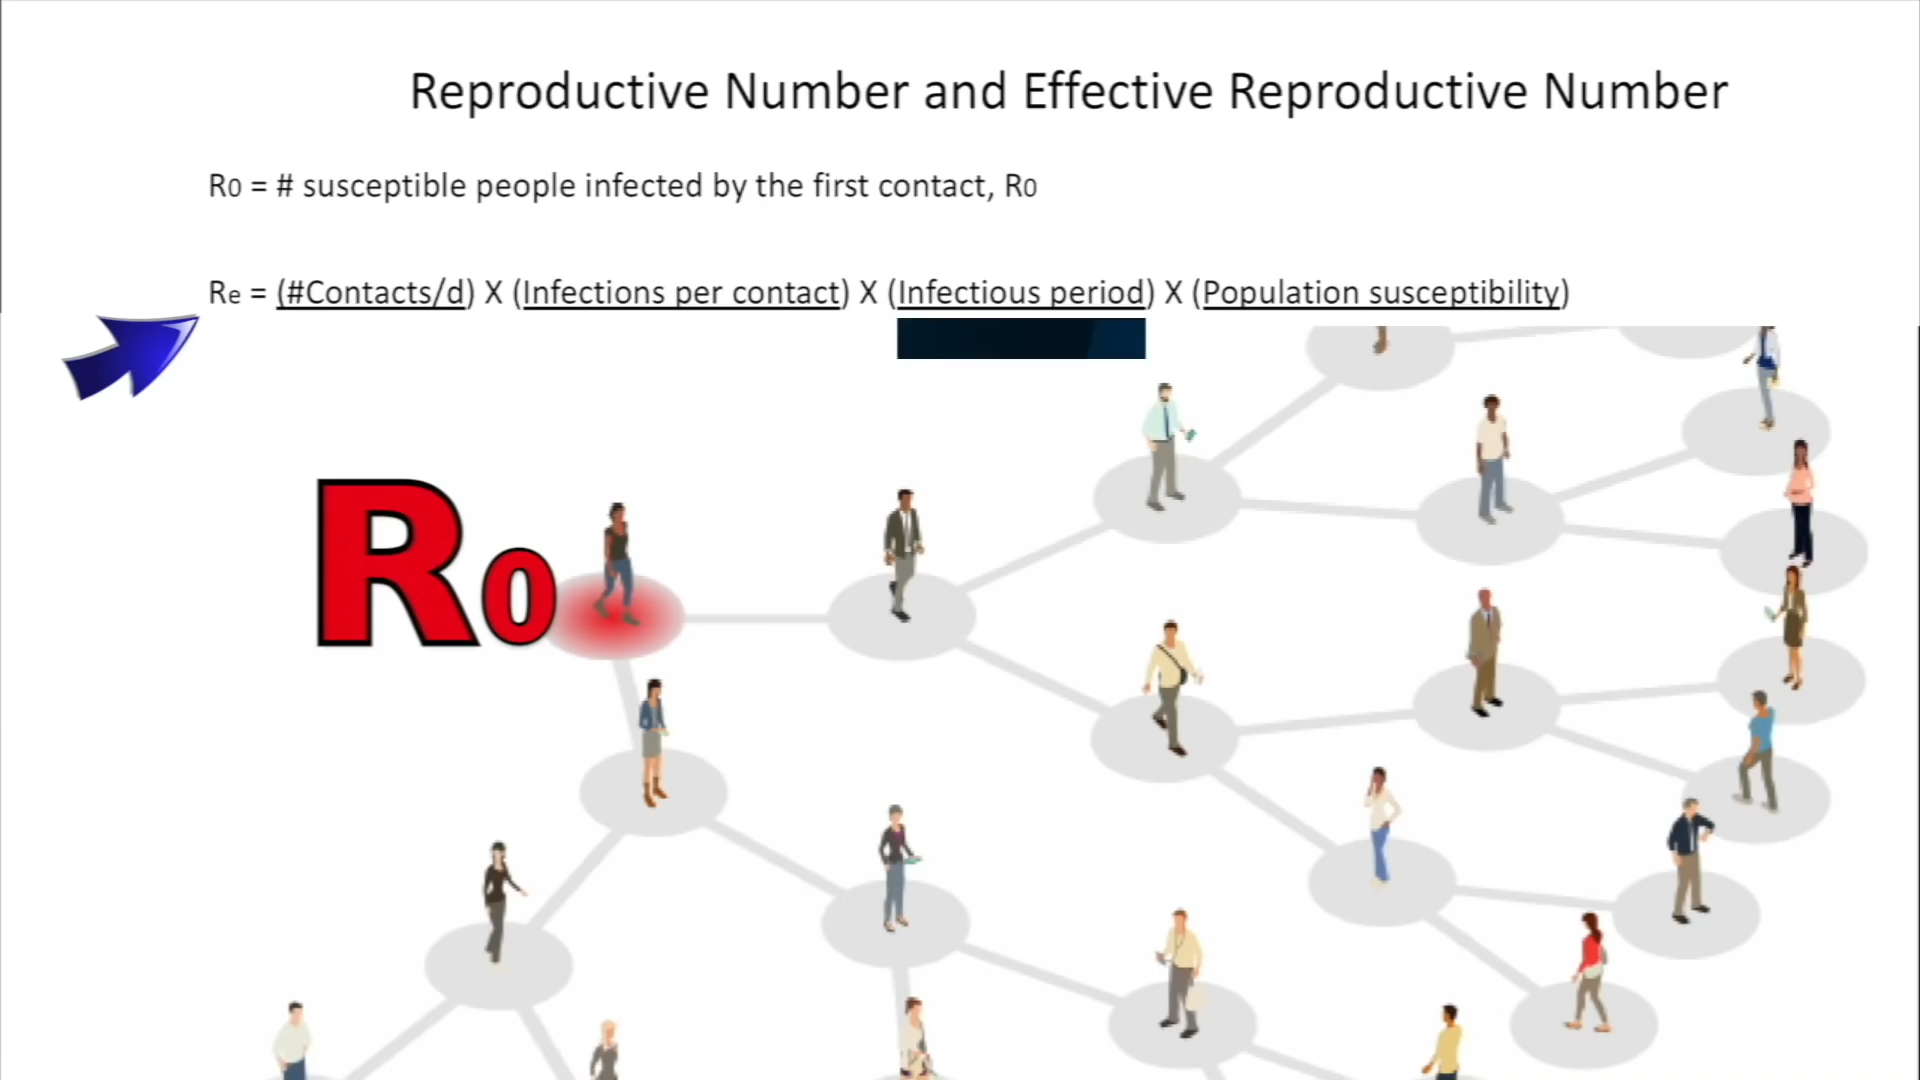 Reproductive Number and Effective Reproductive Number
R0 = # susceptible people infected by the first contact, R0
Re = (#Contacts/d) X (Infections per contact) X (Infectious period) X (Population susceptibility)
R0